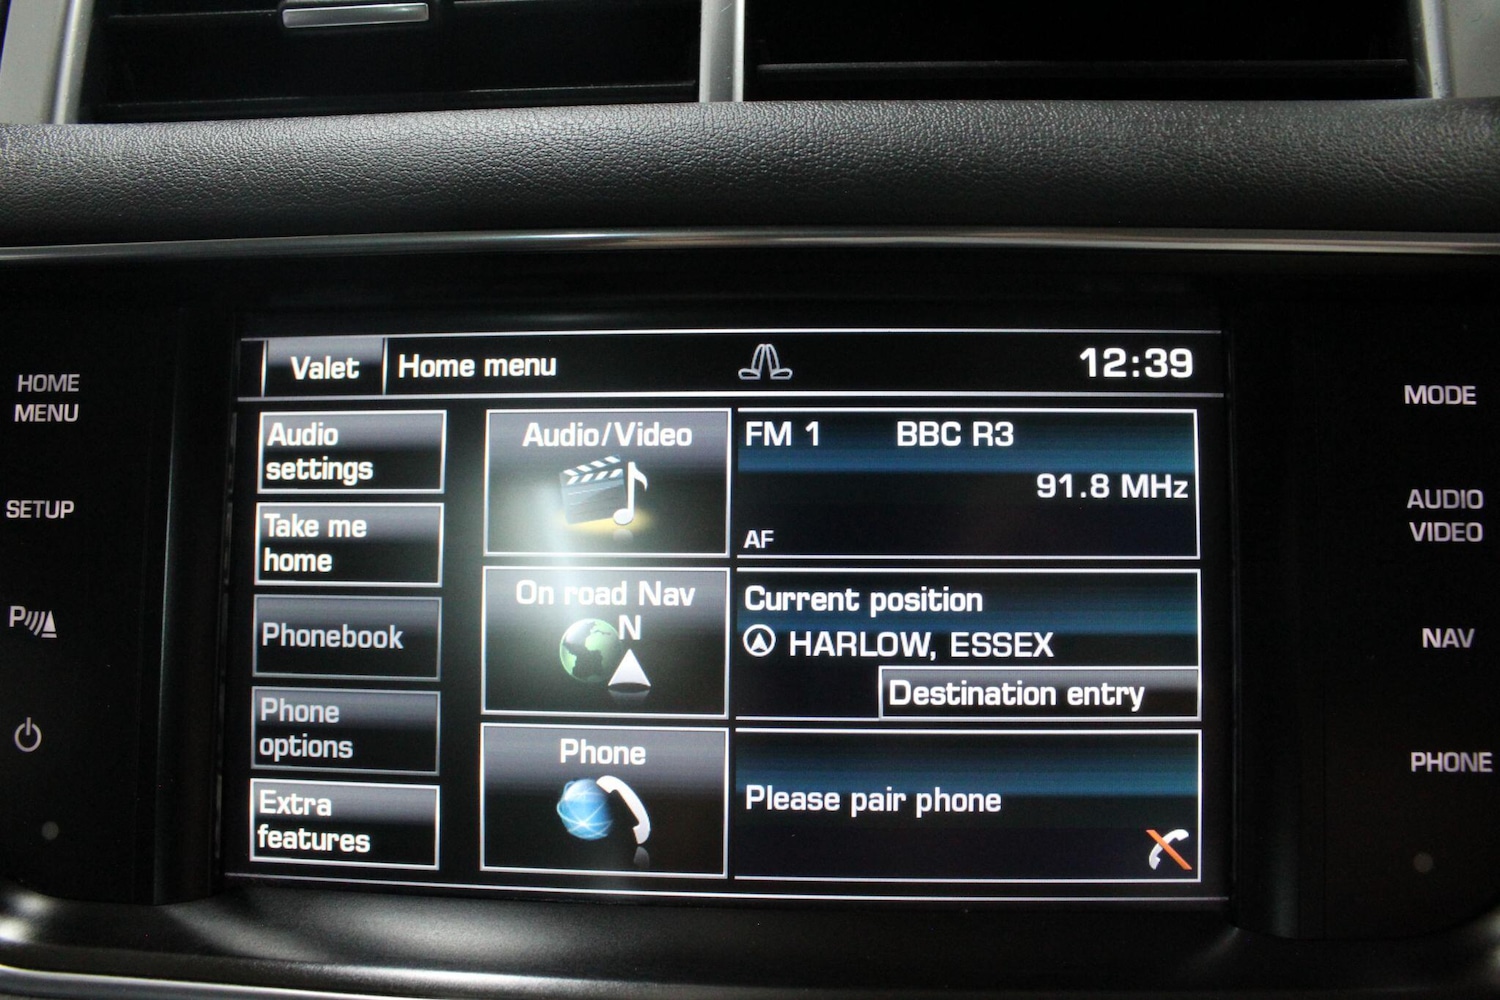 HOME
MENU
SETUP
P
Valet
Home menu
12:39
Audio
settings
Take me
home
Phonebook
Phone
options
Extra
features
Audio/Video
On road Nav
N
Phone
FM 1 BBC R3
91.8 MHz
AF
Current position
HARLOW, ESSEX
Destination entry
Please pair phone
MODE
AUDIO
VIDEO
NAV
PHONE